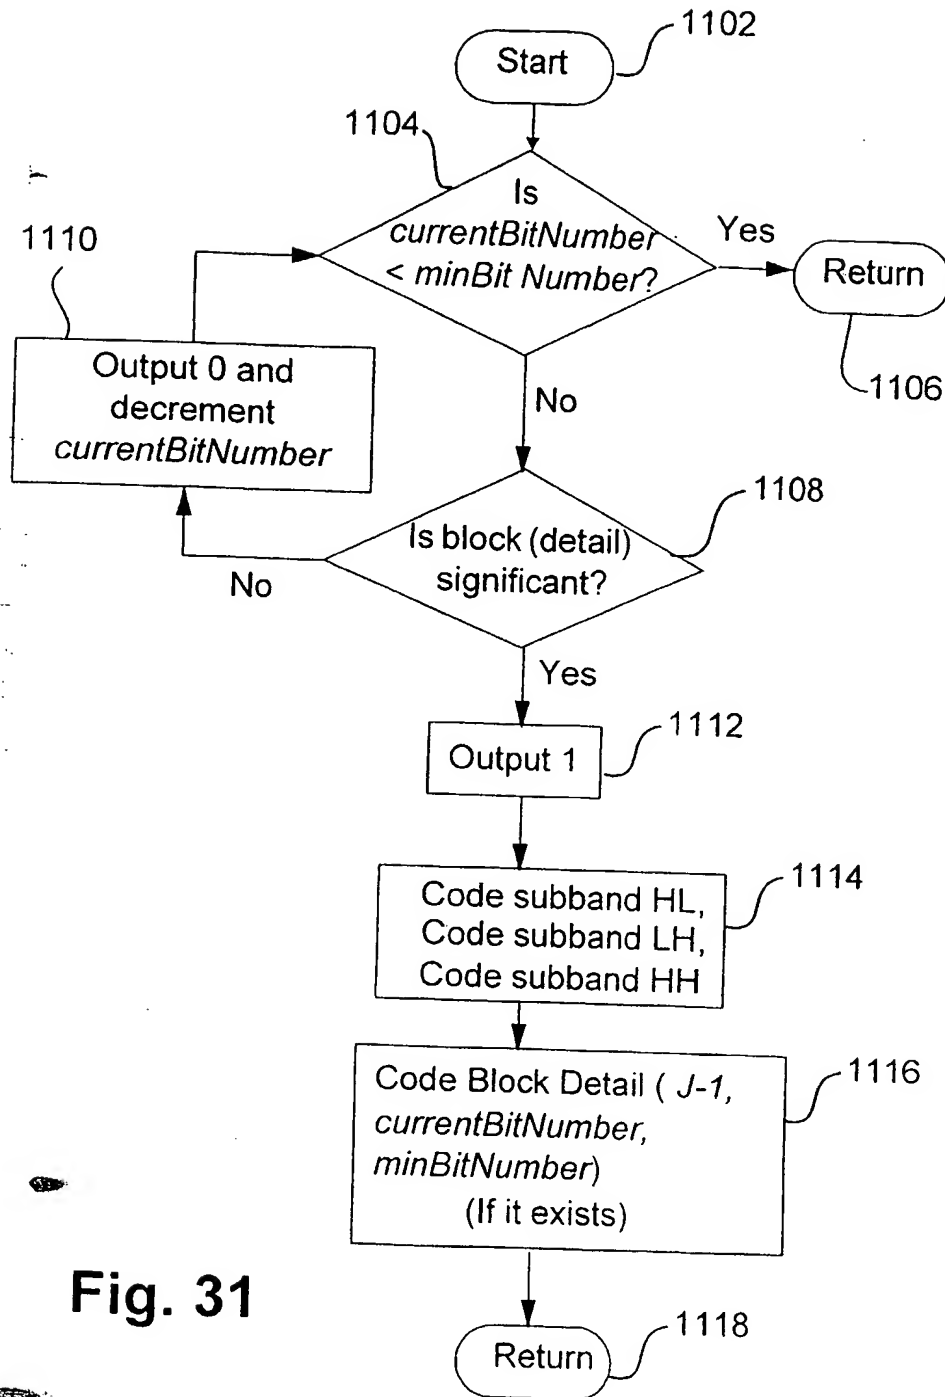 Start
1102
1104
Is
currentBitNumber
< minBit Number?
Yes
Return
1106
1110
Output 0 and
decrement
currentBitNumber
No
1108
Is block (detail)
significant?
No
Yes
Output 1
1112
Code subband HL,
Code subband LH,
Code subband HH
1114
Code Block Detail ( J-1,
currentBitNumber,
minBitNumber)
(If it exists)
1116
Fig. 31
Return
1118